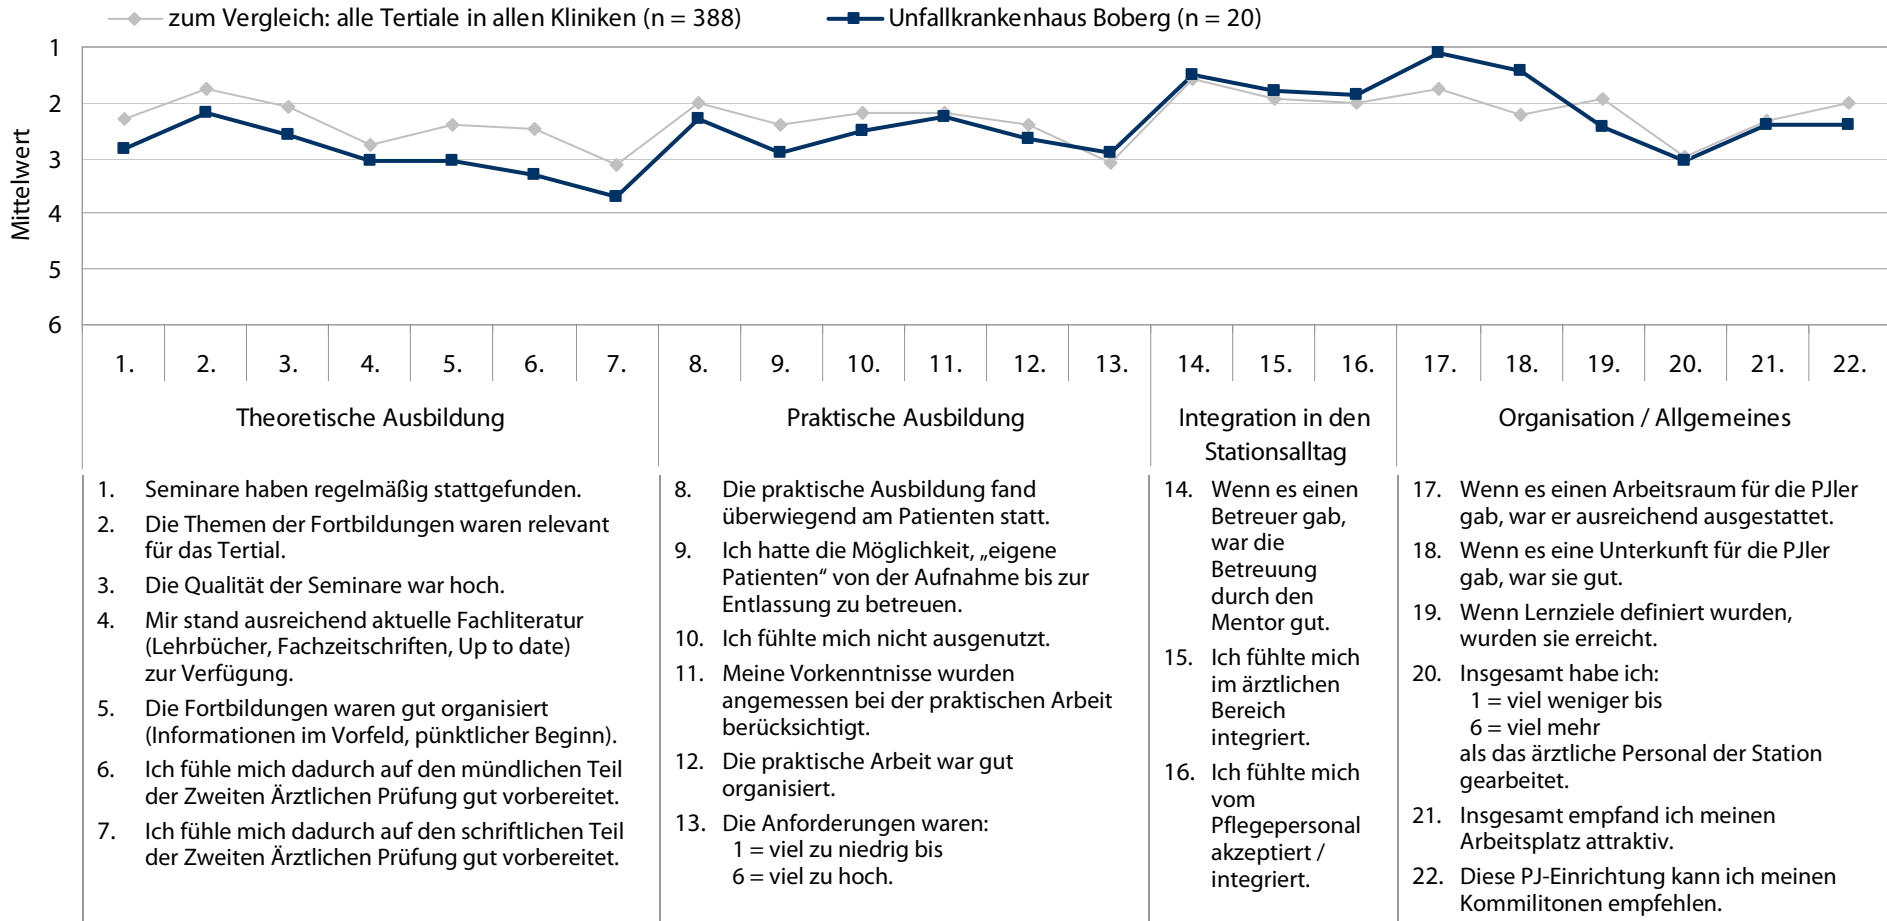 zum Vergleich: alle Tertiale in allen Kliniken (n = 388)
Unfallkrankenhaus Boberg (n = 20)
Mittelwert
1
2
3
4
5
6
1. 2. 3. 4. 5. 6. 7. 8. 9. 10. 11. 12. 13. 14. 15. 16. 17. 18. 19. 20. 21. 22.
Theoretische Ausbildung
Praktische Ausbildung
Integration in den
Stationsalltag
Organisation / Allgemeines
1. Seminare haben regelmäßig stattgefunden.
2. Die Themen der Fortbildungen waren relevant
für das Tertial.
3. Die Qualität der Seminare war hoch.
4. Mir stand ausreichend aktuelle Fachliteratur
(Lehrbücher, Fachzeitschriften, Up to date)
zur Verfügung.
5. Die Fortbildungen waren gut organisiert
(Informationen im Vorfeld, pünktlicher Beginn).
6. Ich fühle mich dadurch auf den mündlichen Teil
der Zweiten Ärztlichen Prüfung gut vorbereitet.
7. Ich fühle mich dadurch auf den schriftlichen Teil
der Zweiten Ärztlichen Prüfung gut vorbereitet.
8. Die praktische Ausbildung fand
überwiegend am Patienten statt.
9. Ich hatte die Möglichkeit, „eigene
Patienten“ von der Aufnahme bis zur
Entlassung zu betreuen.
10. Ich fühlte mich nicht ausgenutzt.
11. Meine Vorkenntnisse wurden
angemessen bei der praktischen Arbeit
berücksichtigt.
12. Die praktische Arbeit war gut
organisiert.
13. Die Anforderungen waren:
1 = viel zu niedrig bis
6 = viel zu hoch.
14. Wenn es einen
Betreuer gab,
war die
Betreuung
durch den
Mentor gut.
15. Ich fühlte mich
im ärztlichen
Bereich
integriert.
16. Ich fühlte mich
vom
Pflegepersonal
akzeptiert /
integriert.
17. Wenn es einen Arbeitsraum für die PJler
gab, war er ausreichend ausgestattet.
18. Wenn es eine Unterkunft für die PJler
gab, war sie gut.
19. Wenn Lernziele definiert wurden,
wurden sie erreicht.
20. Insgesamt habe ich:
1 = viel weniger bis
6 = viel mehr
als das ärztliche Personal der Station
gearbeitet.
21. Insgesamt empfand ich meinen
Arbeitsplatz attraktiv.
22. Diese PJ-Einrichtung kann ich meinen
Kommilitonen empfehlen.